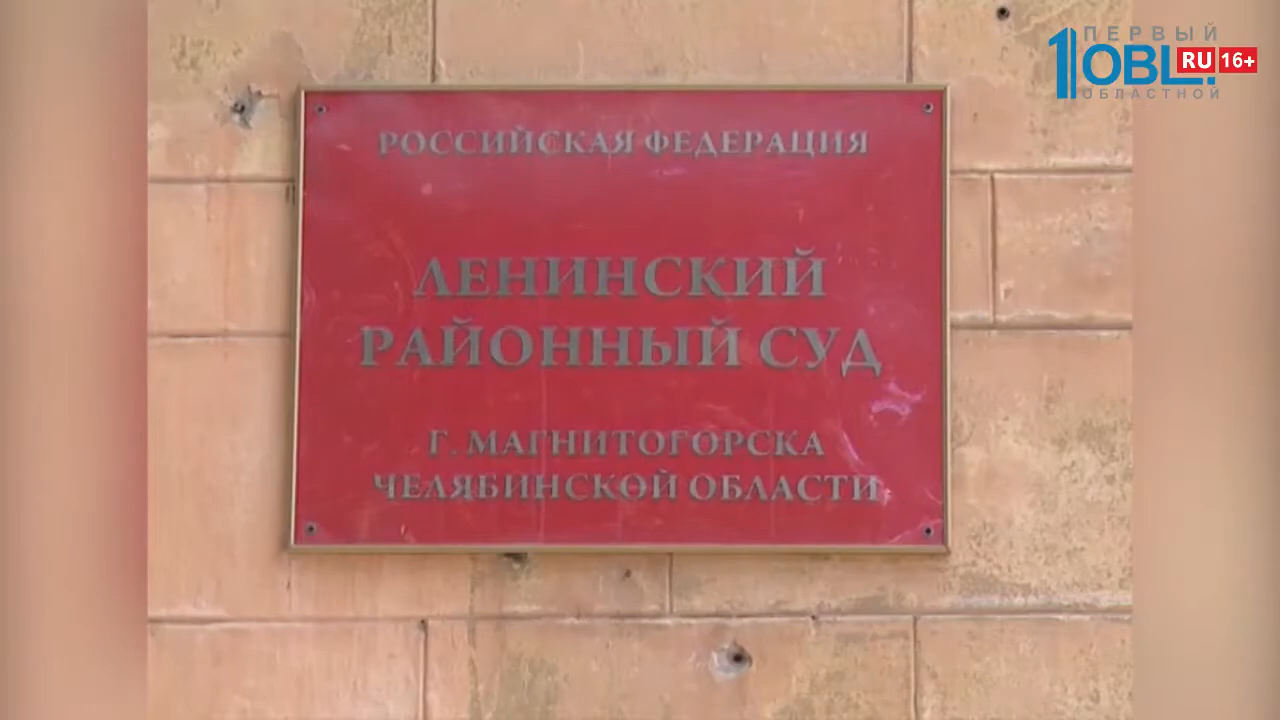 ПЕРВЫЙ
1OBL.RU 16+
ОБЛАСТНОЙ
РОССИЙСКАЯ ФЕДЕРАЦИЯ
ЛЕНИНСКИЙ
РАЙОННЫЙ СУД
Г. МАГНИТОГОРСКА
ЧЕЛЯБИНСКОЙ ОБЛАСТИ